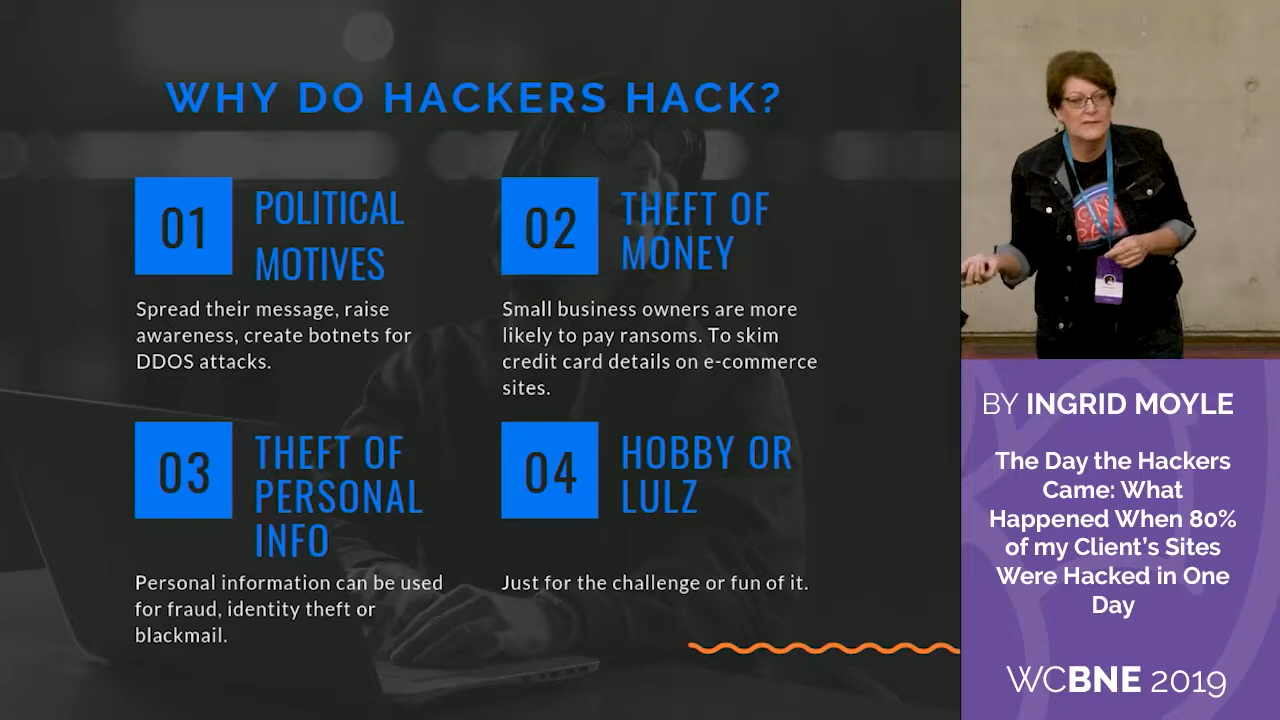 WHY DO HACKERS HACK?
01
POLITICAL
MOTIVES
Spread their message, raise
awareness, create botnets for
DDOS attacks.
02
THEFT OF
MONEY
Small business owners are more
likely to pay ransoms. To skim
credit card details on e-commerce
sites.
03
THEFT OF
PERSONAL
INFO
Personal information can be used
for fraud, identity theft or
blackmail.
04
HOBBY OR
LULZ
Just for the challenge or fun of it.
BY INGRID MOYLE
The Day the Hackers
Came: What
Happened When 80%
of my Client's Sites
Were Hacked in One
Day
WCBNE 2019